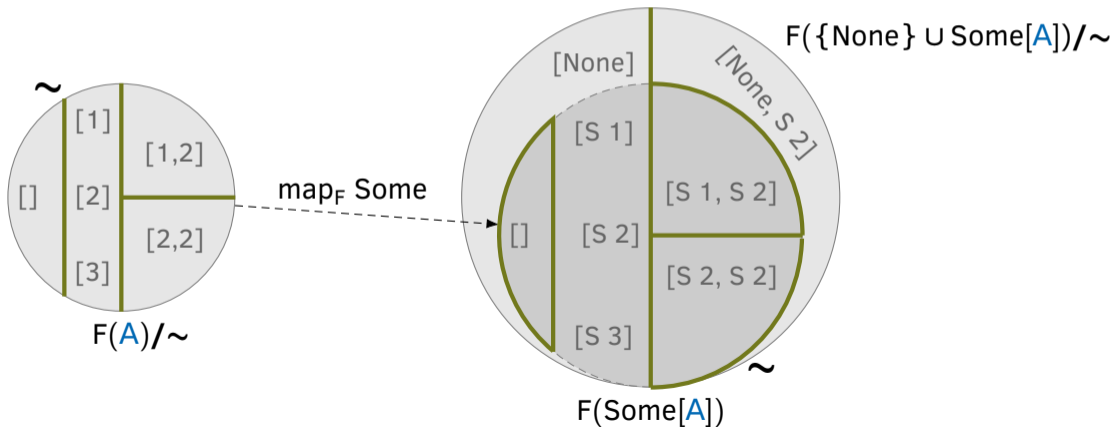 F({None} ∪ Some[A])/~
[None]
[None, S 2]
~
[1]
[S 1]
[1,2]
map_F Some
[S 1, S 2]
[]
[2]
[]
[S 2]
[2,2]
[S 2, S 2]
[3]
[S 3]
F(A)/~
~
F(Some[A])